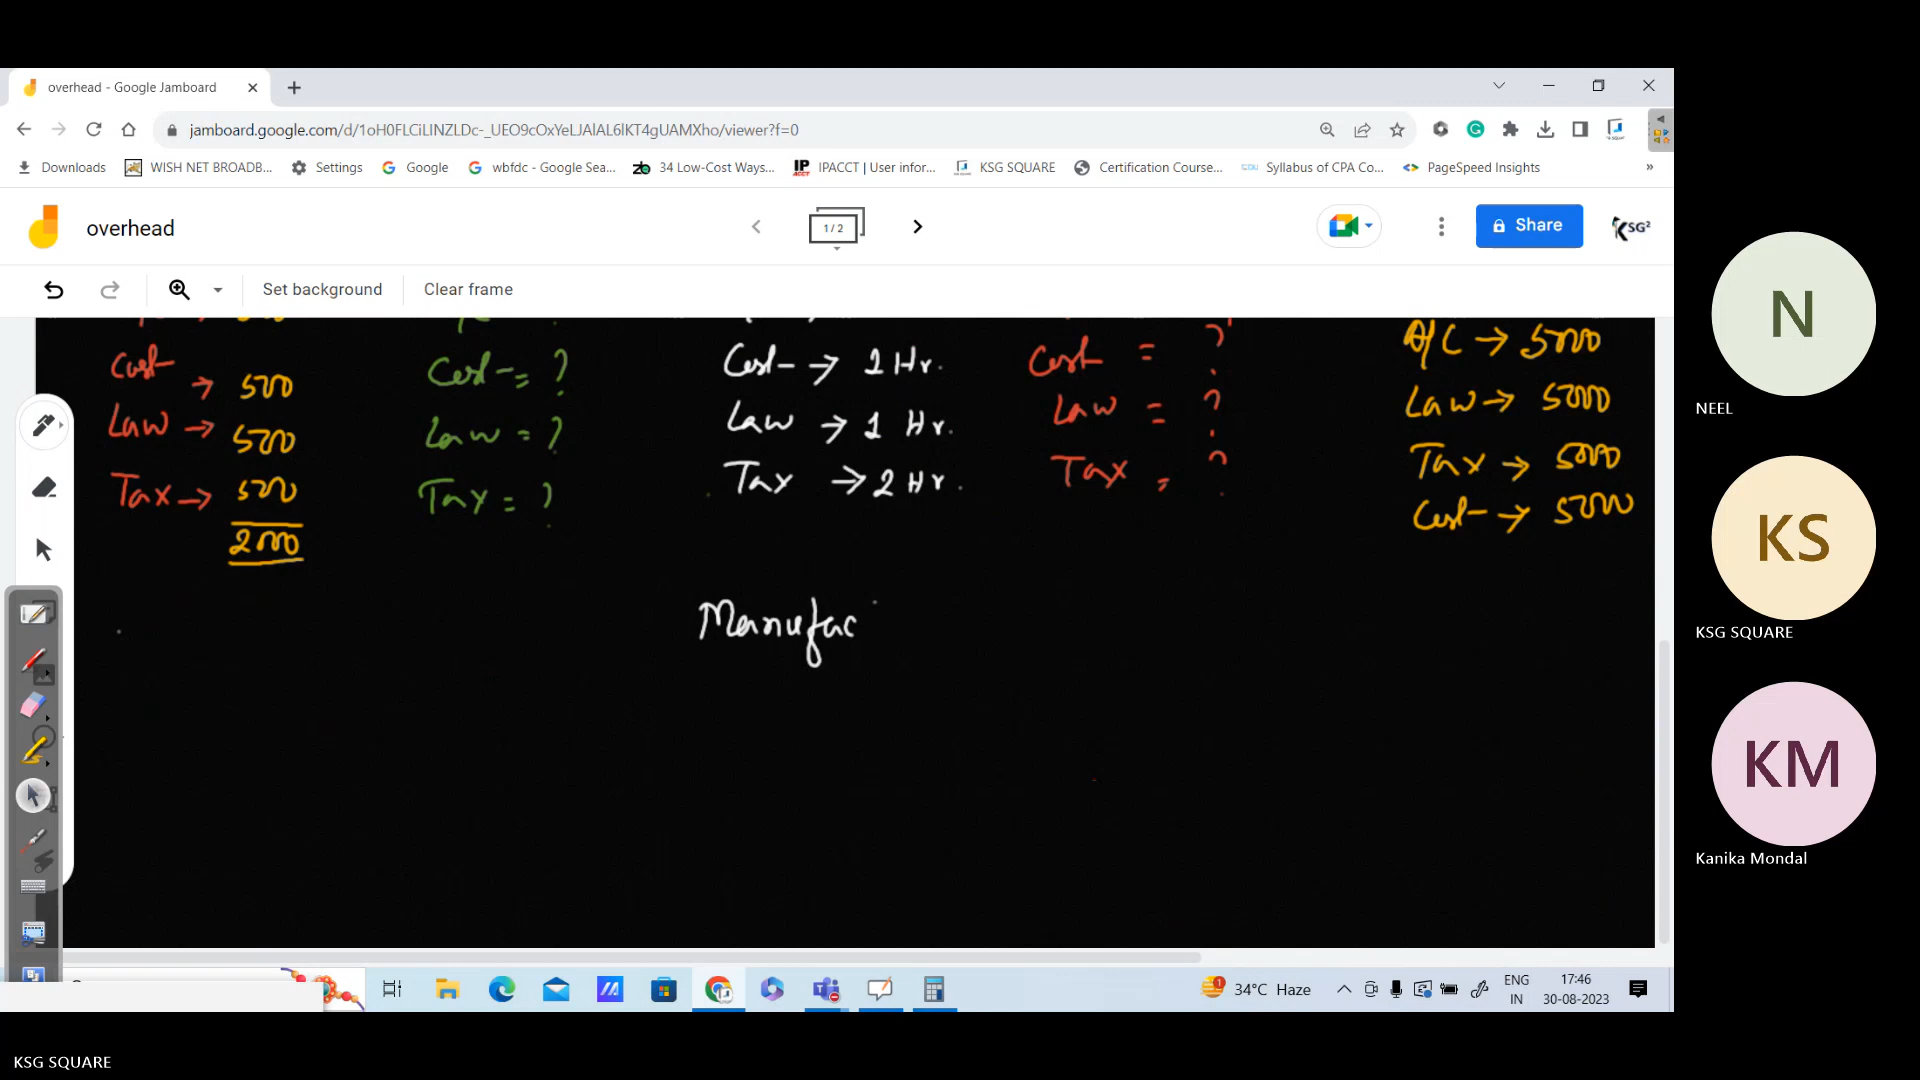 overhead - Google Jamboard
jamboard.google.com/d/1oH0FLCiLINZLDc-_UEO9cOxYeLJAlAL6lKT4gUAMXho/viewer?f=0
Downloads WISH NET BROADB... Settings Google wbfdc - Google Sea... 34 Low-Cost Ways... IPACCT | User infor... KSG SQUARE Certification Course... Syllabus of CPA Co... PageSpeed Insights »
overhead
1 / 2
Share
KSG²
Set background Clear frame
Cost → 500
Law → 500
Tax → 500
2000
Cost = ?
Law = ?
Tax = ?
Cost → 1 Hr.
Law → 1 Hr.
Tax → 2 Hr.
Cost = ?
Law = ?
Tax = ?
A/C → 5000
Law → 5000
Tax → 5000
Cost → 5000
Manufac
N
NEEL
KS
KSG SQUARE
KM
Kanika Mondal
34°C Haze
ENG
IN
17:46
30-08-2023
KSG SQUARE